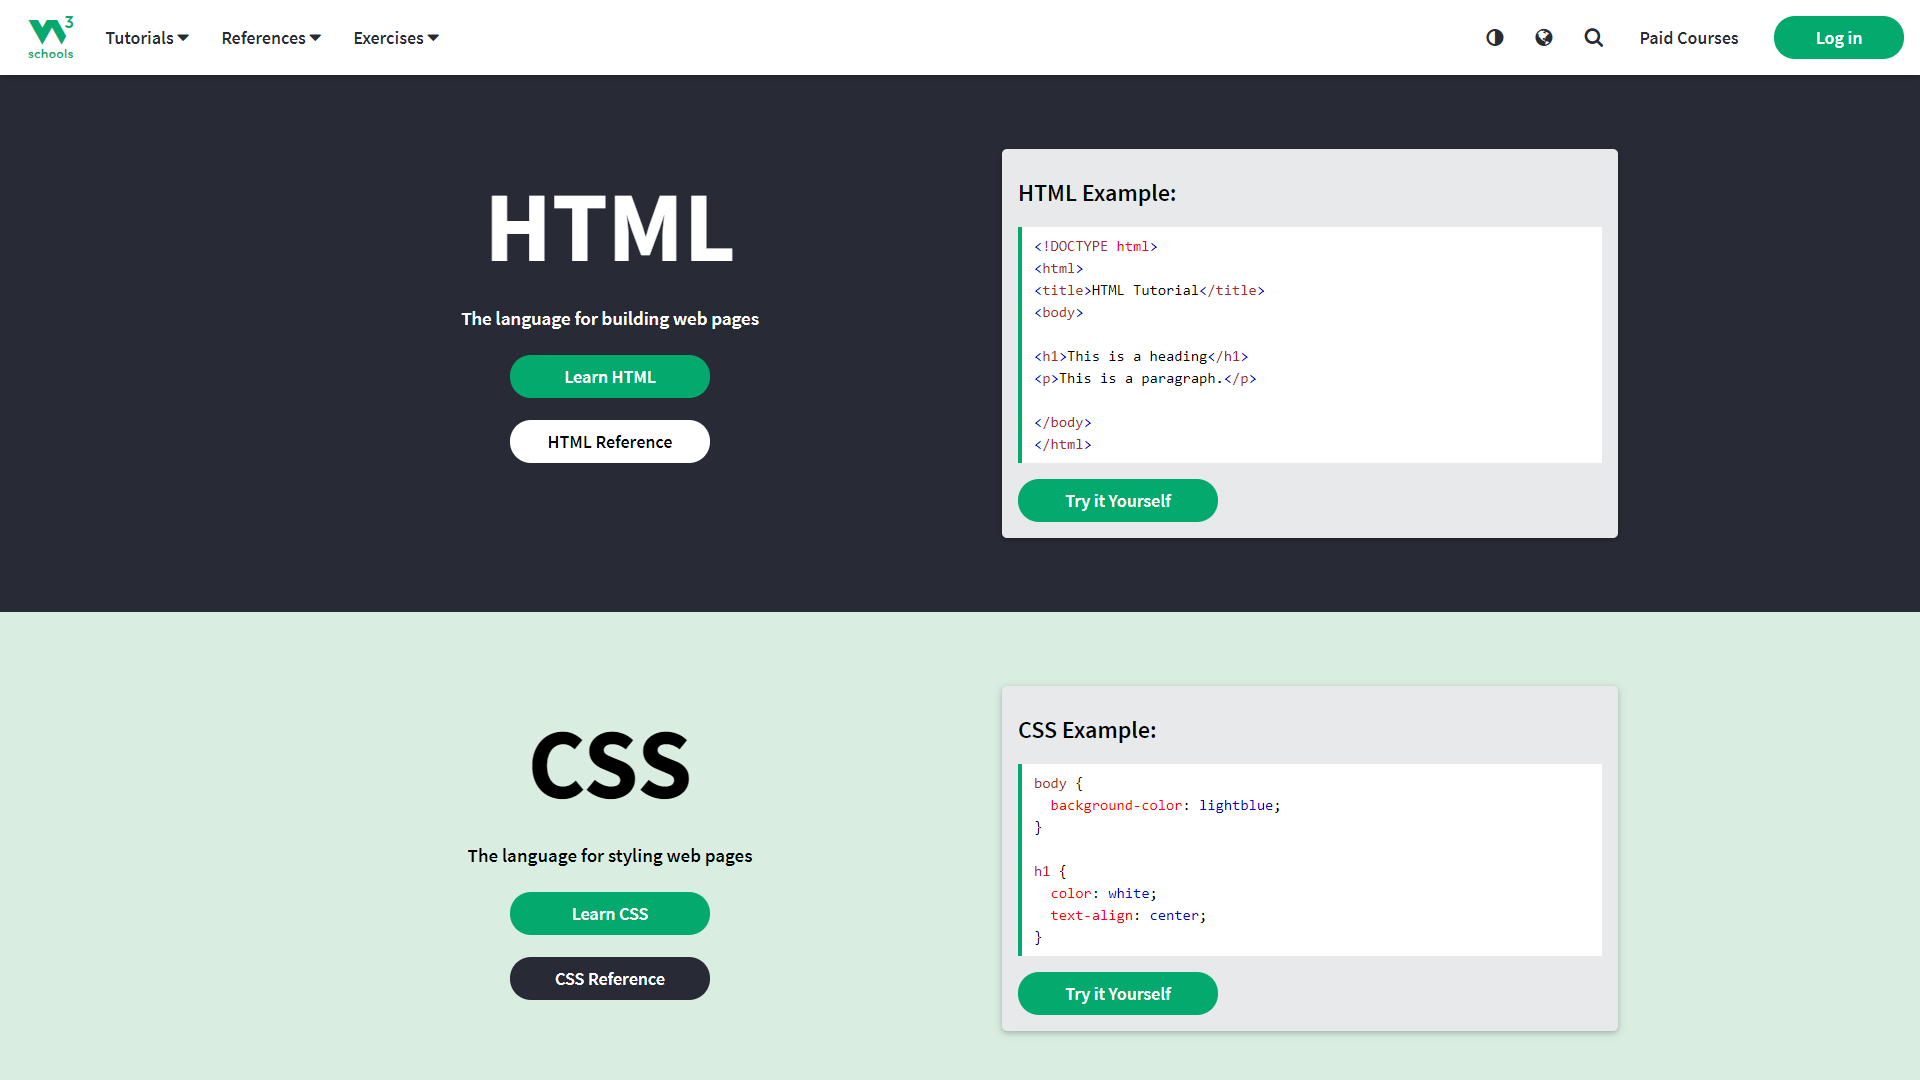 W3
schools
Tutorials
References
Exercises
Paid Courses
Log in
HTML
The language for building web pages
Learn HTML
HTML Reference
HTML Example:
<!DOCTYPE html>
<html>
<title>HTML Tutorial</title>
<body>
<h1>This is a heading</h1>
<p>This is a paragraph.</p>
</body>
</html>
Try it Yourself
CSS
The language for styling web pages
Learn CSS
CSS Reference
CSS Example:
body {
  background-color: lightblue;
}
h1 {
  color: white;
  text-align: center;
}
Try it Yourself